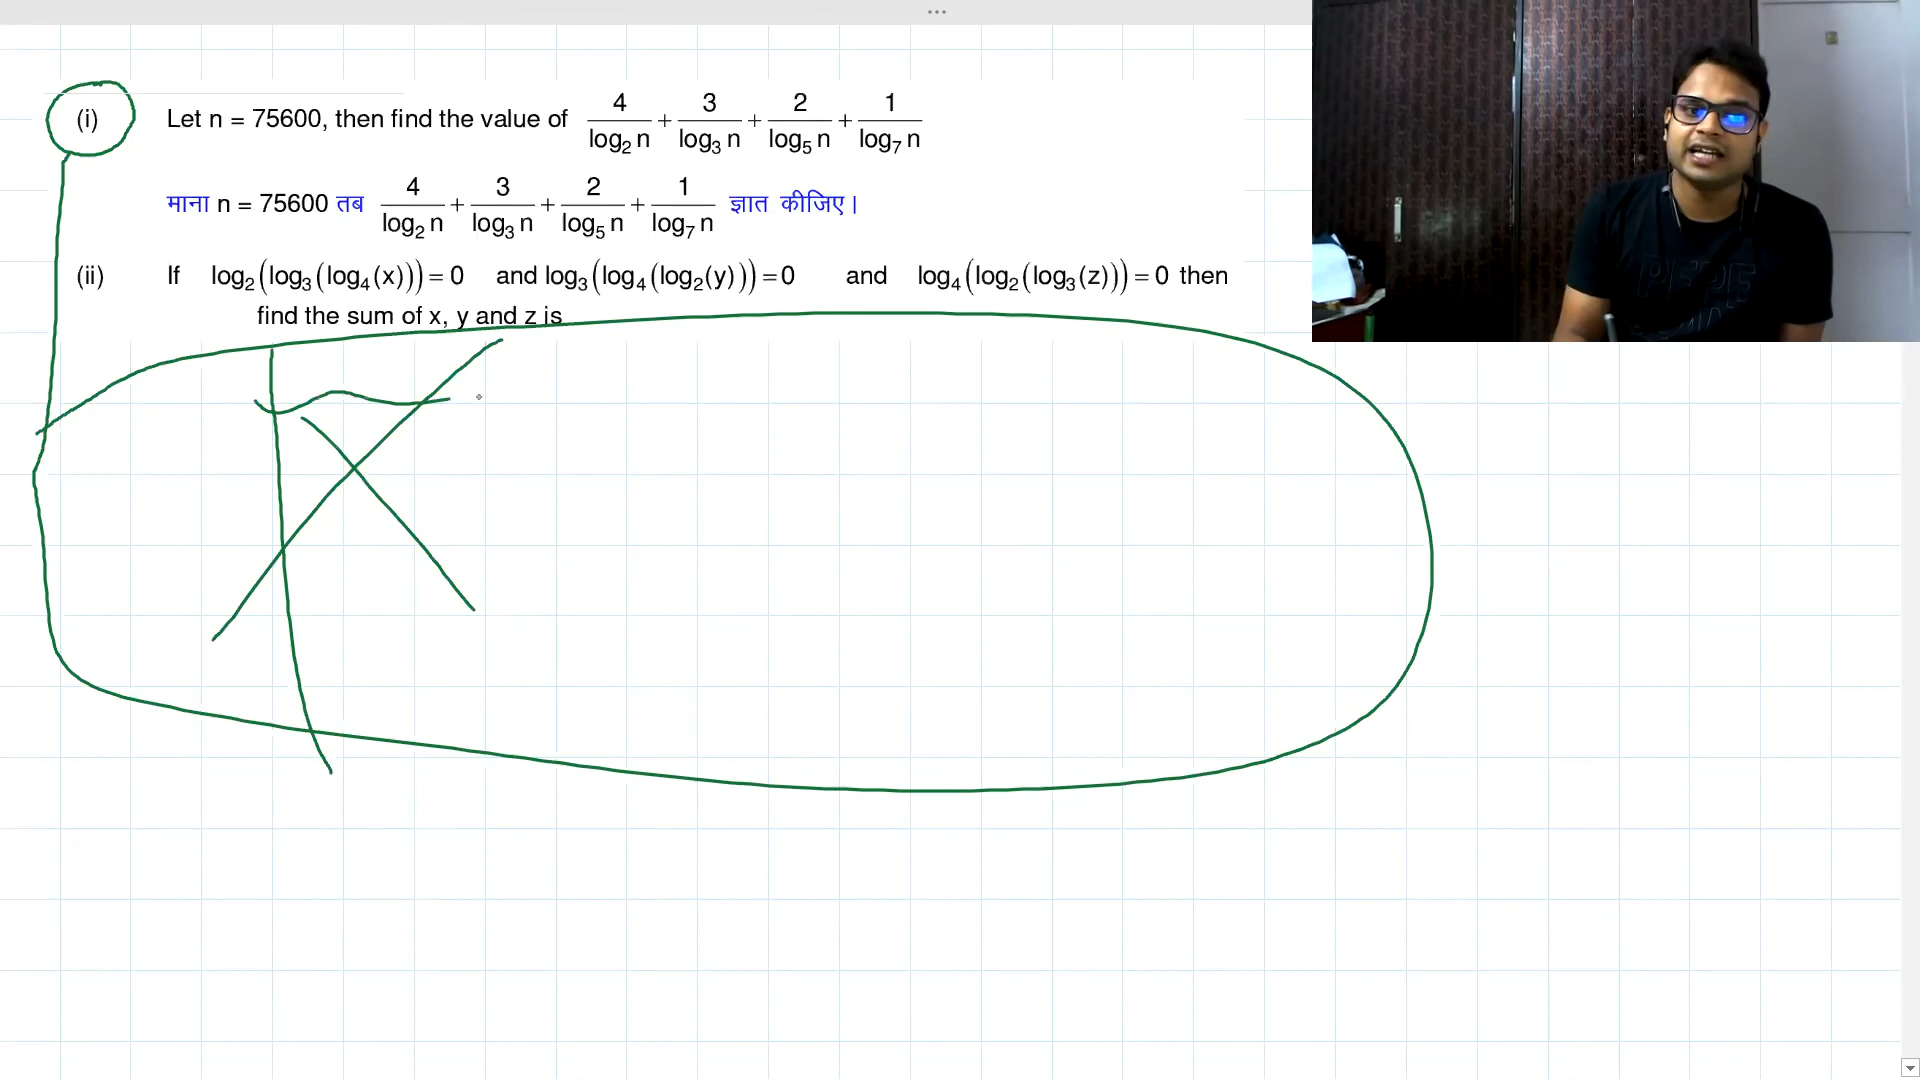 (i) Let n = 75600, then find the value of 4/log₂ n + 3/log₃ n + 2/log₅ n + 1/log₇ n
माना n = 75600 तब 4/log₂ n + 3/log₃ n + 2/log₅ n + 1/log₇ n ज्ञात कीजिए।
(ii) If log₂(log₃(log₄(x))) = 0 and log₃(log₄(log₂(y))) = 0 and log₄(log₂(log₃(z))) = 0 then
find the sum of x, y and z is